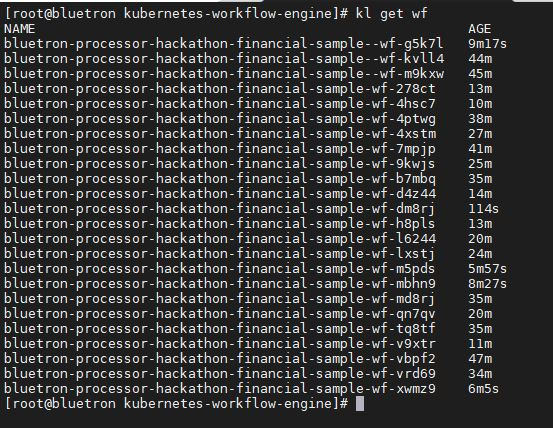 [root@bluetron kubernetes-workflow-engine]# kl get wf
NAME AGE
bluetron-processor-hackathon-financial-sample--wf-g5k7l 9m17s
bluetron-processor-hackathon-financial-sample--wf-kvll4 44m
bluetron-processor-hackathon-financial-sample--wf-m9kxw 45m
bluetron-processor-hackathon-financial-sample-wf-278ct 13m
bluetron-processor-hackathon-financial-sample-wf-4hsc7 10m
bluetron-processor-hackathon-financial-sample-wf-4ptwg 38m
bluetron-processor-hackathon-financial-sample-wf-4xstm 27m
bluetron-processor-hackathon-financial-sample-wf-7mpjp 41m
bluetron-processor-hackathon-financial-sample-wf-9kwjs 25m
bluetron-processor-hackathon-financial-sample-wf-b7mbq 35m
bluetron-processor-hackathon-financial-sample-wf-d4z44 14m
bluetron-processor-hackathon-financial-sample-wf-dm8rj 114s
bluetron-processor-hackathon-financial-sample-wf-h8pls 13m
bluetron-processor-hackathon-financial-sample-wf-l6244 20m
bluetron-processor-hackathon-financial-sample-wf-lxstj 24m
bluetron-processor-hackathon-financial-sample-wf-m5pds 5m57s
bluetron-processor-hackathon-financial-sample-wf-mbhn9 8m27s
bluetron-processor-hackathon-financial-sample-wf-md8rj 35m
bluetron-processor-hackathon-financial-sample-wf-qn7qv 20m
bluetron-processor-hackathon-financial-sample-wf-tq8tf 35m
bluetron-processor-hackathon-financial-sample-wf-v9xtr 11m
bluetron-processor-hackathon-financial-sample-wf-vbpf2 47m
bluetron-processor-hackathon-financial-sample-wf-vrd69 34m
bluetron-processor-hackathon-financial-sample-wf-xwmz9 6m5s
[root@bluetron kubernetes-workflow-engine]#